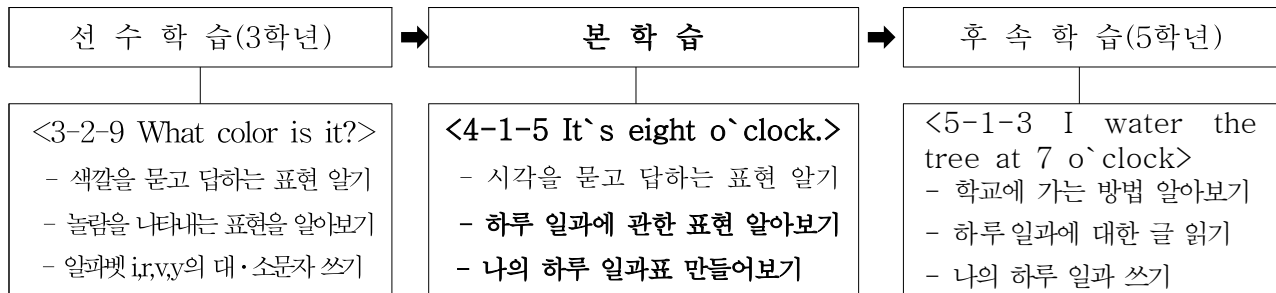 선 수 학 습(3학년)
본 학 습
후 속 학 습(5학년)
<3-2-9 What color is it?>
- 색깔을 묻고 답하는 표현 알기
- 놀람을 나타내는 표현을 알아보기
- 알파벳 i,r,v,y의 대·소문자 쓰기
<4-1-5 It`s eight o`clock.>
- 시각을 묻고 답하는 표현 알기
- 하루 일과에 관한 표현 알아보기
- 나의 하루 일과표 만들어보기
<5-1-3 I water the
tree at 7 o`clock>
- 학교에 가는 방법 알아보기
- 하루 일과에 대한 글 읽기
- 나의 하루 일과 쓰기